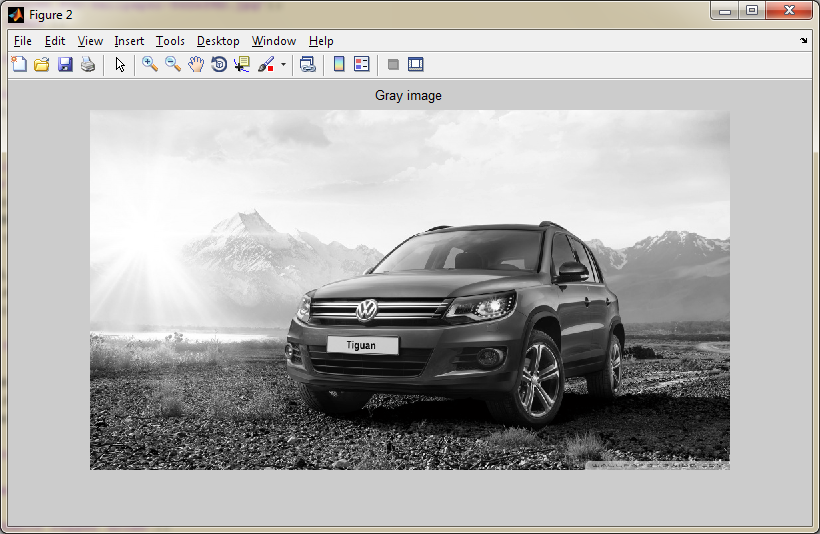 Figure 2
File Edit View Insert Tools Desktop Window Help
Gray image
Tiguan